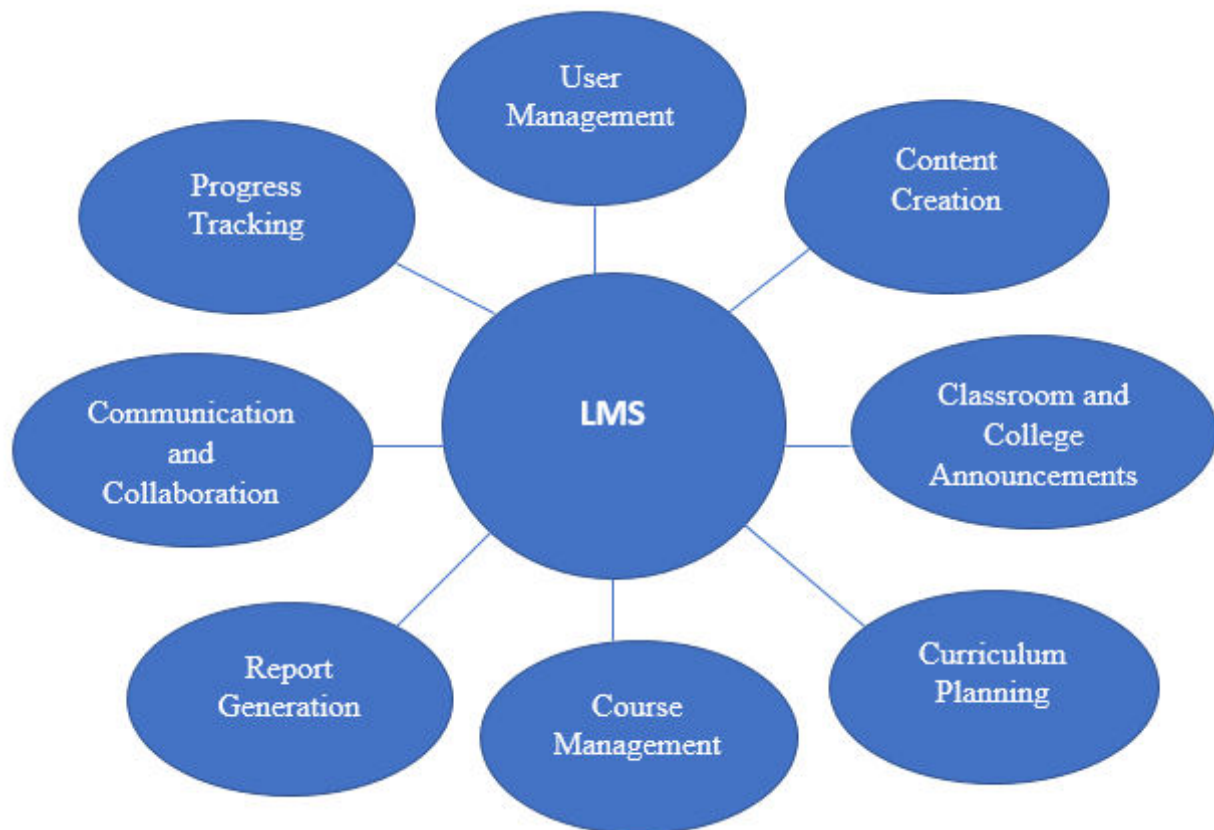 User
Management
Content
Creation
Progress
Tracking
LMS
Classroom and
College
Announcements
Communication
and
Collaboration
Curriculum
Planning
Report
Generation
Course
Management